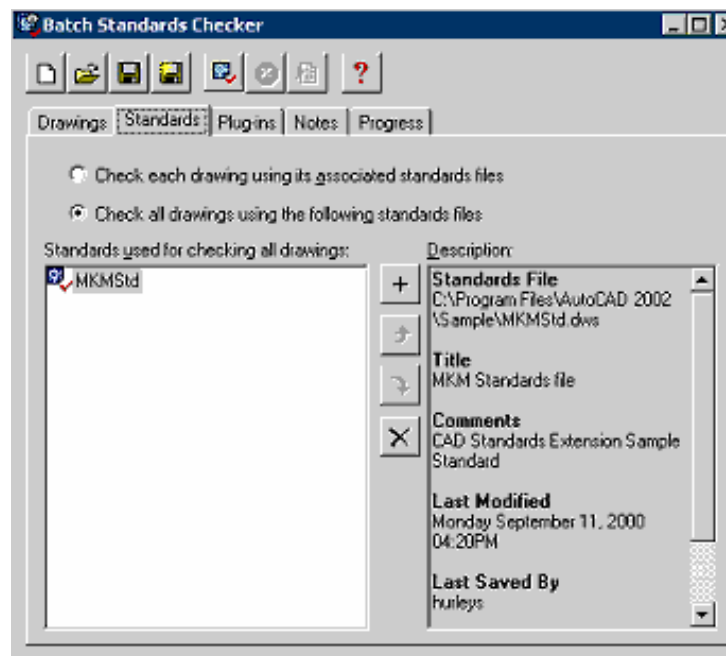 Batch Standards Checker
Drawings Standards Plug-ins Notes Progress
Check each drawing using its associated standards files
Check all drawings using the following standards files
Standards used for checking all drawings:
MKMStd
Description:
Standards File
C:\Program Files\AutoCAD 2002
\Sample\MKMStd.dws
Title
MKM Standards file
Comments
CAD Standards Extension Sample
Standard
Last Modified
Monday September 11, 2000
04:20PM
Last Saved By
hurleys